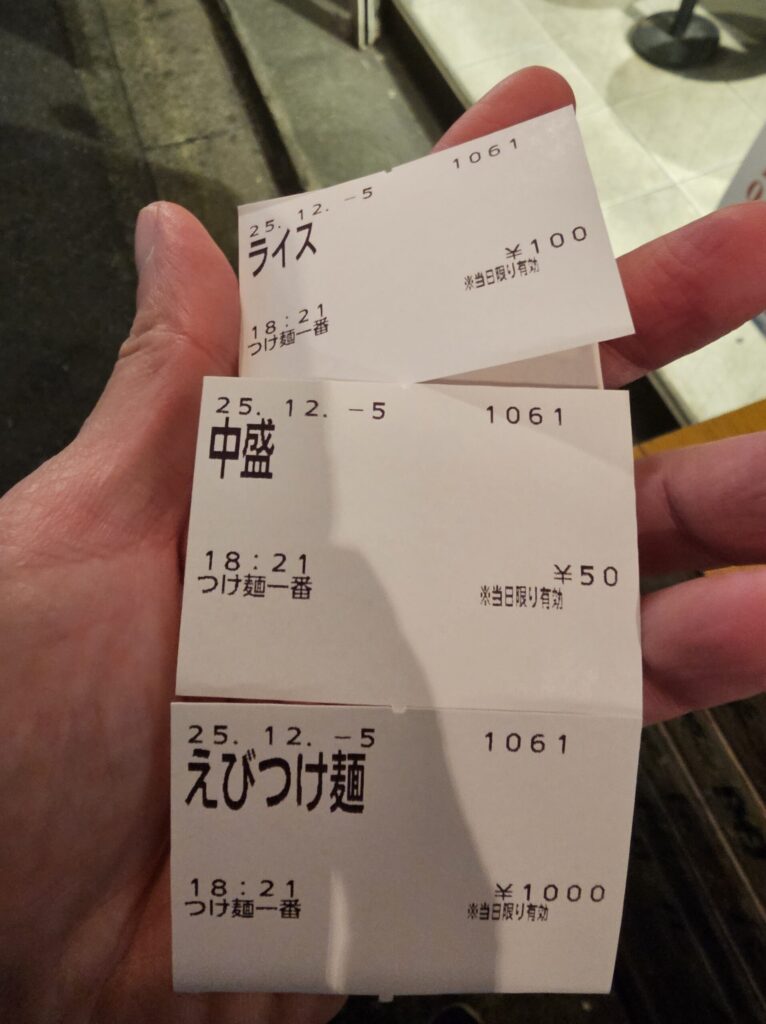 25. 12. -5 1061
ライス
¥100
※当日限り有効
18:21
つけ麺一番
25. 12. -5 1061
中盛
18:21 ¥50
つけ麺一番 ※当日限り有効
25. 12. -5 1061
えびつけ麺
18:21 ¥1000
つけ麺一番 ※当日限り有効